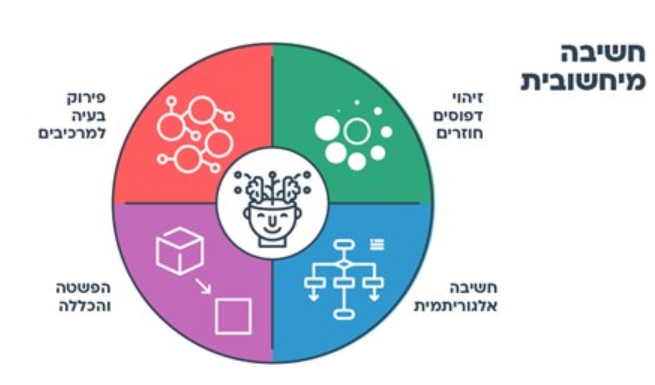 חשיבה
מיחשובית
זיהוי
דפוסים
חוזרים
פירוק
בעיה
למרכיבים
חשיבה
אלגוריתמית
הפשטה
והכללה